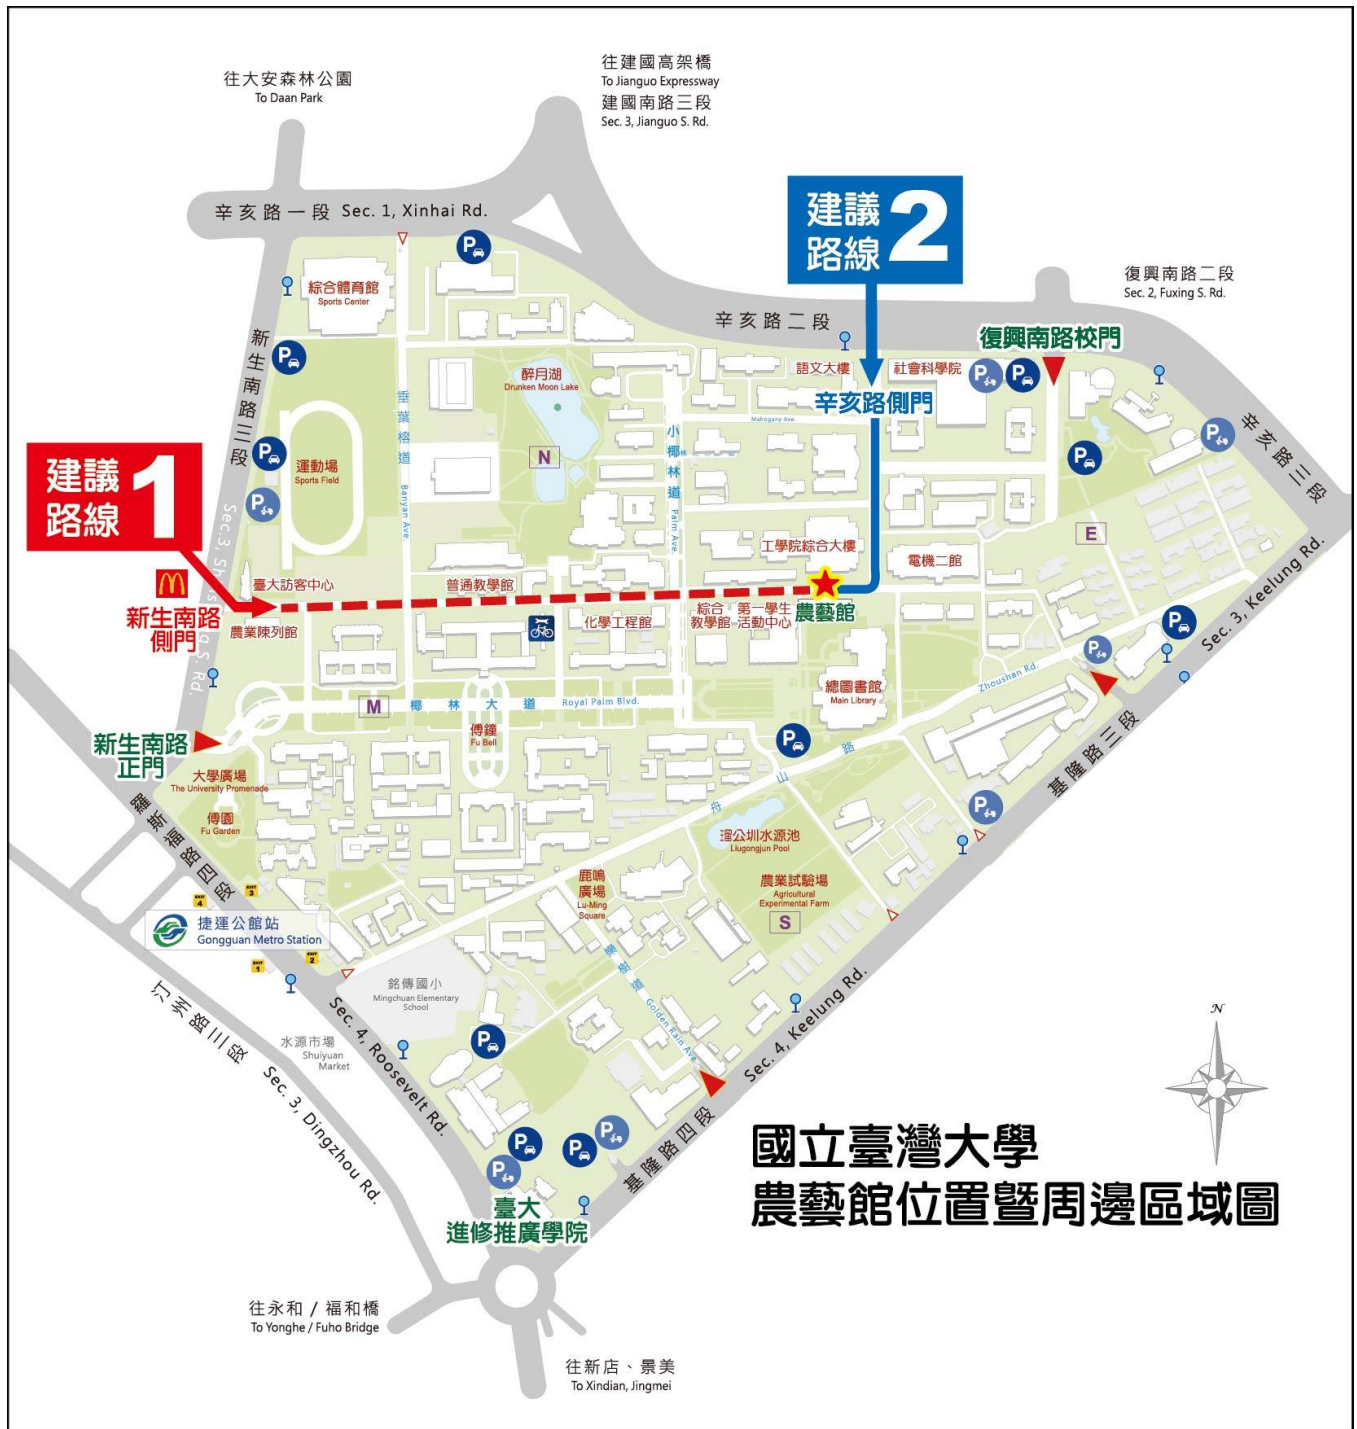 往大安森林公園
To Daan Park
往建國高架橋
To Jianguo Expressway
建國南路三段
Sec. 3, Jianguo S. Rd.
辛亥路一段 Sec. 1, Xinhai Rd.
建議
路線
2
復興南路二段
Sec. 2, Fuxing S. Rd.
綜合體育館
Sports Center
辛亥路二段
復興南路校門
新生南路三段
醉月湖
Drunken Moon Lake
語文大樓
社會科學院
辛亥路側門
垂葉榕道
Banyan Ave.
小椰林道
Palm Ave.
Mahogany Ave.
辛亥路三段
建議
路線
1
運動場
Sports Field
N
E
工學院綜合大樓
電機二館
臺大訪客中心
普通教學館
新生南路
側門
農業陳列館
化學工程館
綜合
教學館
第一學生
活動中心
農藝館
Sec. 3, Keelung Rd.
M
椰林大道 Royal Palm Blvd.
總圖書館
Main Library
Zhoushan Rd.
舟山路
傅鐘
Fu Bell
新生南路
正門
大學廣場
The University Promenade
傅園
Fu Garden
基隆路三段
羅斯福路四段
瑠公圳水源池
Liugongjun Pool
鹿鳴
廣場
Lu-Ming
Square
農業試驗場
Agricultural
Experimental Farm
S
EXIT
3
EXIT
4
捷運公館站
Gongguan Metro Station
EXIT
2
EXIT
1
銘傳國小
Mingchuan Elementary
School
欒樹道
Golden Rain Ave.
Sec. 4, Keelung Rd.
汀州路三段
Sec. 3, Dingzhou Rd.
水源市場
Shuiyuan
Market
Sec. 4, Roosevelt Rd.
N
基隆路四段
國立臺灣大學
農藝館位置暨周邊區域圖
臺大
進修推廣學院
往永和 / 福和橋
To Yonghe / Fuho Bridge
往新店、景美
To Xindian, Jingmei